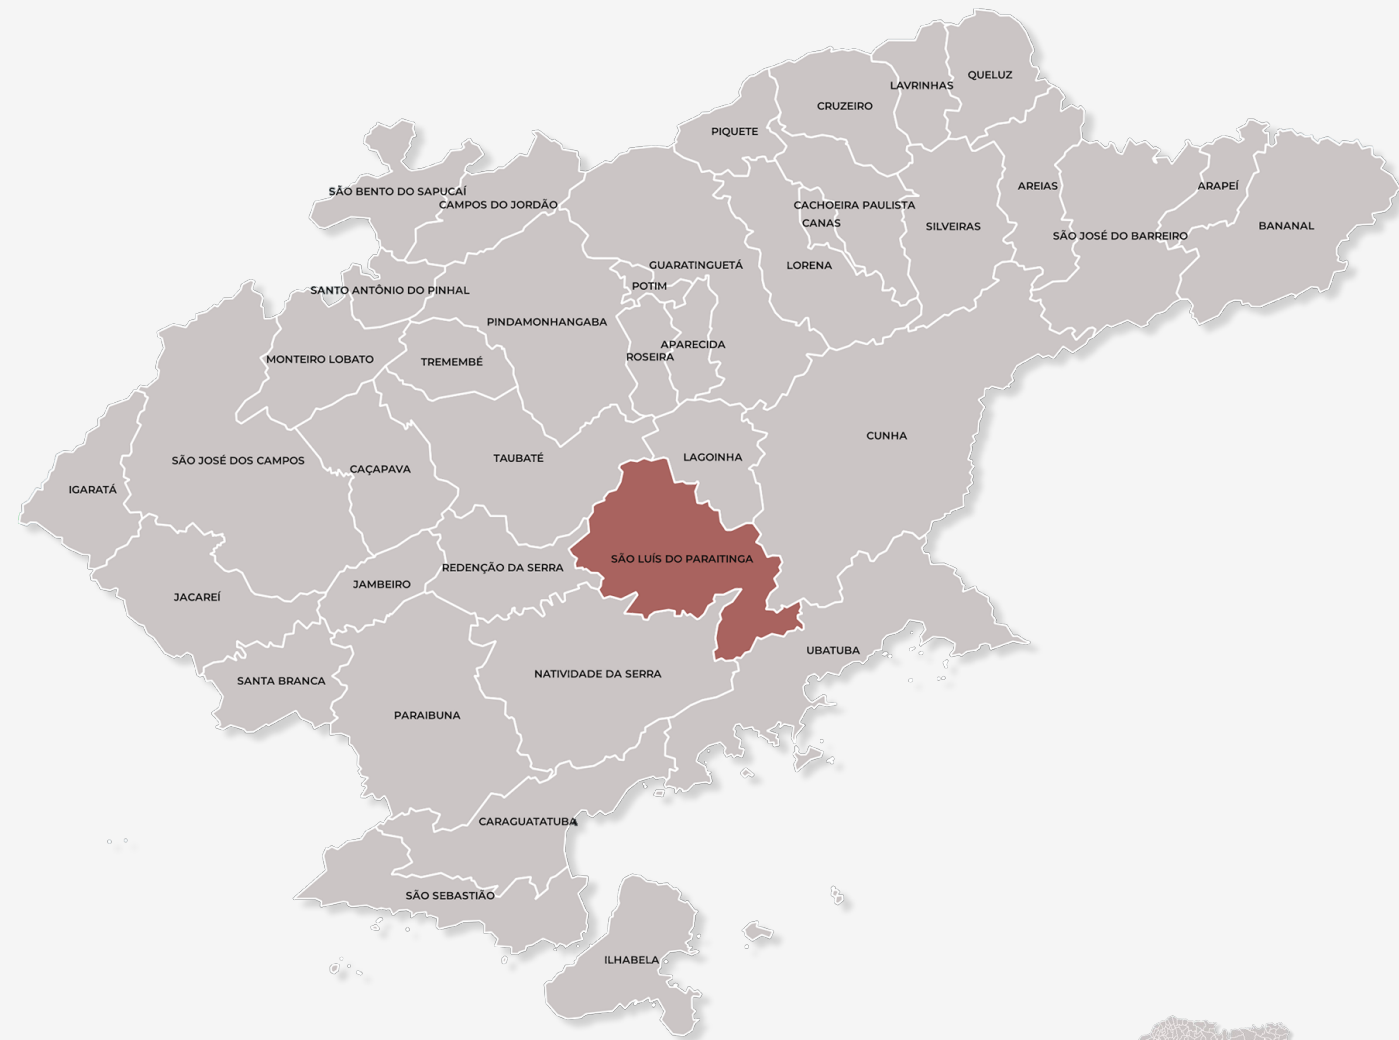 QUELUZ
LAVRINHAS
CRUZEIRO
PIQUETE
SÃO BENTO DO SAPUCAÍ
CAMPOS DO JORDÃO
AREIAS
ARAPEÍ
CACHOEIRA PAULISTA
CANAS
SILVEIRAS
BANANAL
SÃO JOSÉ DO BARREIRO
GUARATINGUETÁ
LORENA
POTIM
SANTO ANTÔNIO DO PINHAL
PINDAMONHANGABA
APARECIDA
ROSEIRA
MONTEIRO LOBATO
TREMEMBÉ
CUNHA
LAGOINHA
TAUBATÉ
SÃO JOSÉ DOS CAMPOS
CAÇAPAVA
IGARATÁ
SÃO LUÍS DO PARAITINGA
REDENÇÃO DA SERRA
JAMBEIRO
JACAREÍ
UBATUBA
NATIVIDADE DA SERRA
SANTA BRANCA
PARAIBUNA
CARAGUATATUBA
SÃO SEBASTIÃO
ILHABELA